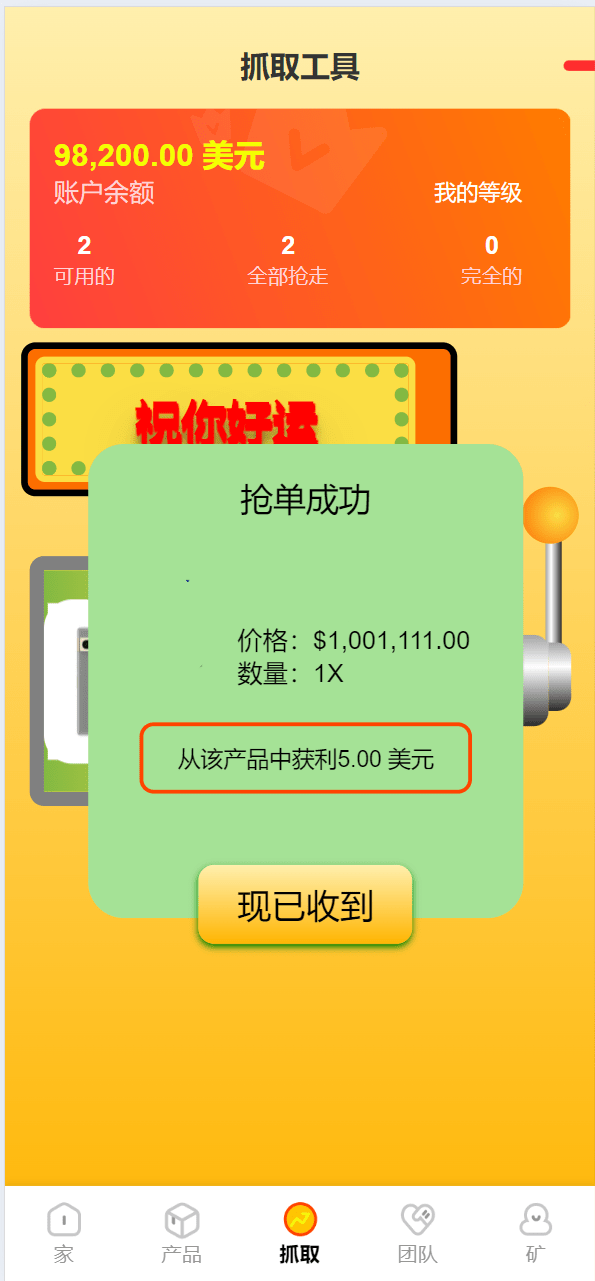 抓取工具
98,200.00 美元
账户余额
我的等级
2
2
0
可用的
全部抢走
完全的
祝你好运
抢单成功
价格：$1,001,111.00
数量：1X
从该产品中获利5.00 美元
现已收到
家
产品
抓取
团队
矿